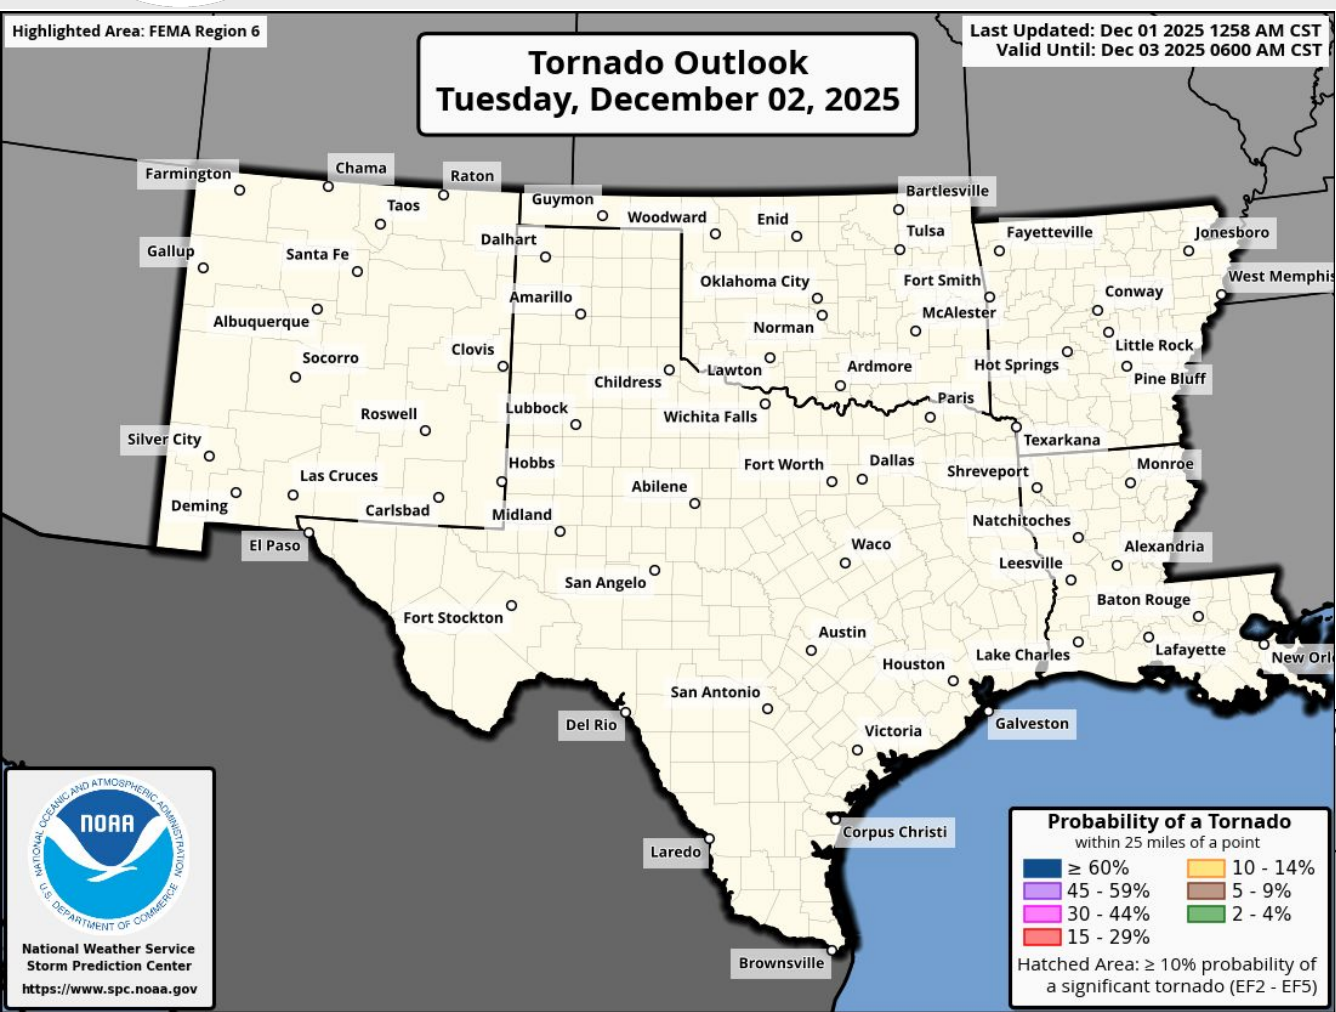 Highlighted Area: FEMA Region 6
Last Updated: Dec 01 2025 1258 AM CST
Valid Until: Dec 03 2025 0600 AM CST
Tornado Outlook
Tuesday, December 02, 2025
Farmington
Chama
Raton
Taos
Guymon
Woodward
Enid
Bartlesville
Tulsa
Fayetteville
Jonesboro
Gallup
Santa Fe
Dalhart
Oklahoma City
Fort Smith
Conway
West Memphis
Albuquerque
Amarillo
Norman
McAlester
Little Rock
Socorro
Clovis
Childress
Lawton
Ardmore
Hot Springs
Pine Bluff
Roswell
Lubbock
Wichita Falls
Paris
Texarkana
Silver City
Las Cruces
Hobbs
Abilene
Fort Worth
Dallas
Shreveport
Monroe
Deming
Carlsbad
Midland
Natchitoches
El Paso
San Angelo
Waco
Leesville
Alexandria
Fort Stockton
Austin
Baton Rouge
Houston
Lake Charles
Lafayette
New Orl
San Antonio
Del Rio
Victoria
Galveston
Corpus Christi
Laredo
Brownsville
NATIONAL OCEANIC AND ATMOSPHERIC ADMINISTRATION
NOAA
U.S. DEPARTMENT OF COMMERCE
National Weather Service
Storm Prediction Center
https://www.spc.noaa.gov
Probability of a Tornado
within 25 miles of a point
≥ 60%
10 - 14%
45 - 59%
5 - 9%
30 - 44%
2 - 4%
15 - 29%
Hatched Area: ≥ 10% probability of
a significant tornado (EF2 - EF5)